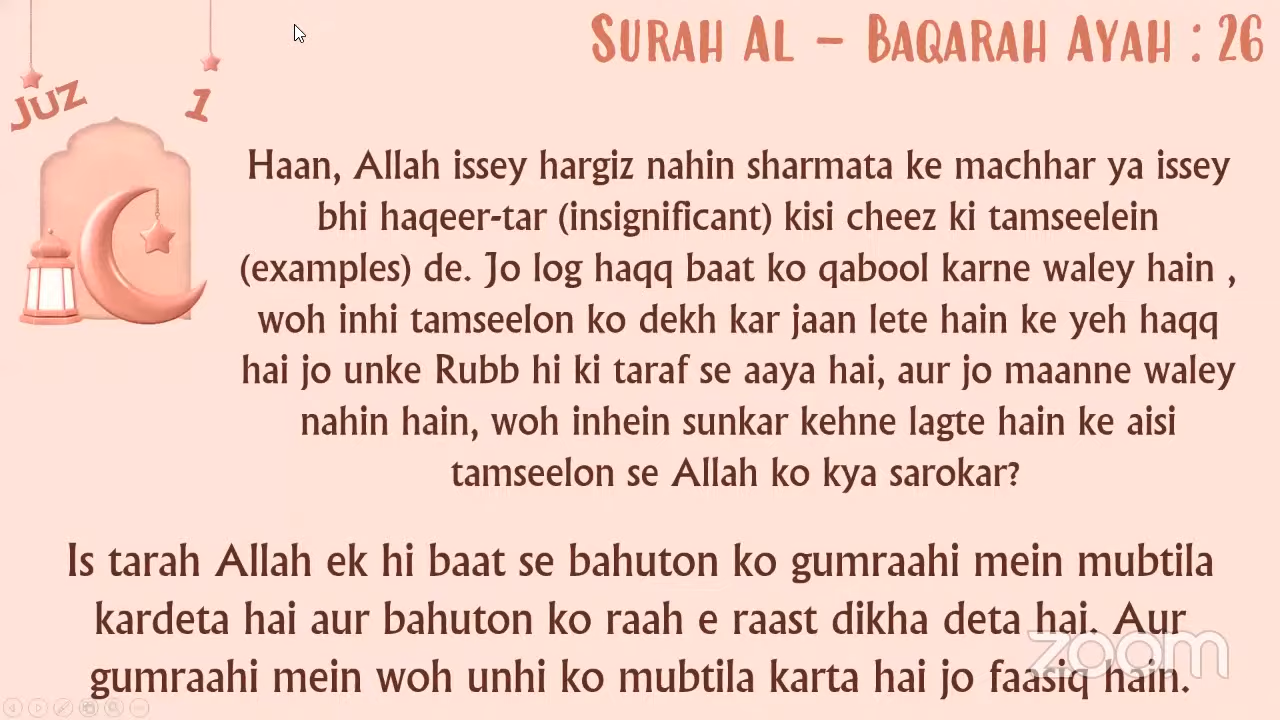 SURAH AL – BAQARAH AYAH : 26
JUZ 1
Haan, Allah issey hargiz nahin sharmata ke machhar ya issey
bhi haqeer-tar (insignificant) kisi cheez ki tamseelein
(examples) de. Jo log haqq baat ko qabool karne waley hain ,
woh inhi tamseelon ko dekh kar jaan lete hain ke yeh haqq
hai jo unke Rubb hi ki taraf se aaya hai, aur jo maanne waley
nahin hain, woh inhein sunkar kehne lagte hain ke aisi
tamseelon se Allah ko kya sarokar?
Is tarah Allah ek hi baat se bahuton ko gumraahi mein mubtila
kardeta hai aur bahuton ko raah e raast dikha deta hai. Aur
gumraahi mein woh unhi ko mubtila karta hai jo faasiq hain.
zoom